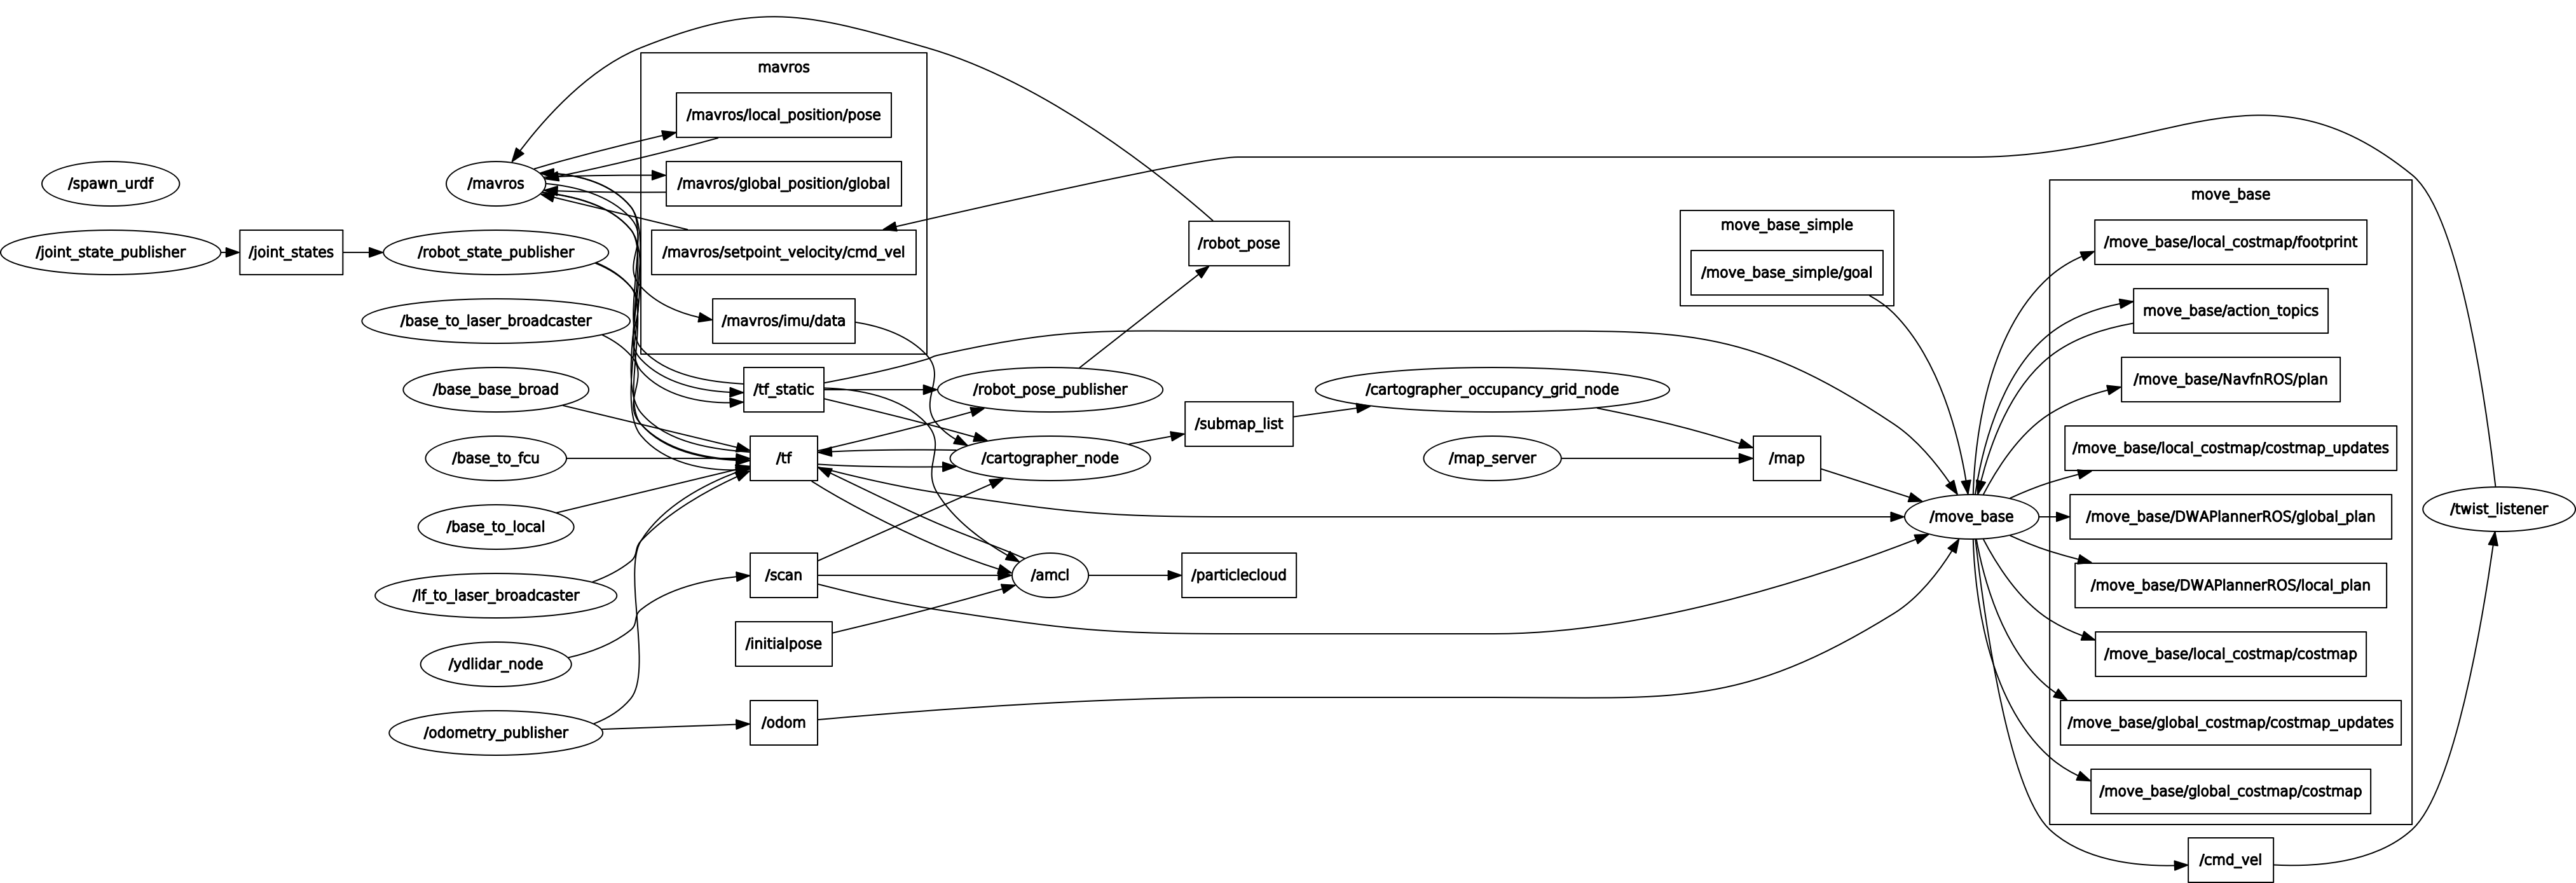 /spawn_urdf
/joint_state_publisher
/joint_states
/mavros
/robot_state_publisher
/base_to_laser_broadcaster
/base_base_broad
/base_to_fcu
/base_to_local
/lf_to_laser_broadcaster
/ydlidar_node
/odometry_publisher
mavros
/mavros/local_position/pose
/mavros/global_position/global
/mavros/setpoint_velocity/cmd_vel
/mavros/imu/data
/tf_static
/tf
/scan
/initialpose
/odom
/robot_pose_publisher
/cartographer_node
/amcl
/robot_pose
/submap_list
/particlecloud
/cartographer_occupancy_grid_node
/map_server
move_base_simple
/move_base_simple/goal
/map
/move_base
move_base
/move_base/local_costmap/footprint
move_base/action_topics
/move_base/NavfnROS/plan
/move_base/local_costmap/costmap_updates
/move_base/DWAPlannerROS/global_plan
/move_base/DWAPlannerROS/local_plan
/move_base/local_costmap/costmap
/move_base/global_costmap/costmap_updates
/move_base/global_costmap/costmap
/cmd_vel
/twist_listener